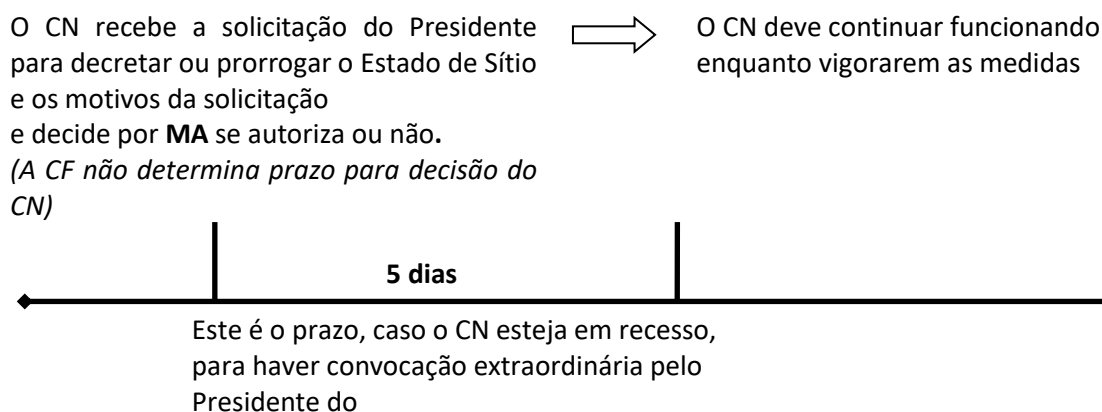 O CN recebe a solicitação do Presidente
para decretar ou prorrogar o Estado de Sítio
e os motivos da solicitação
e decide por MA se autoriza ou não.
(A CF não determina prazo para decisão do
CN)
O CN deve continuar funcionando
enquanto vigorarem as medidas
5 dias
Este é o prazo, caso o CN esteja em recesso,
para haver convocação extraordinária pelo
Presidente do